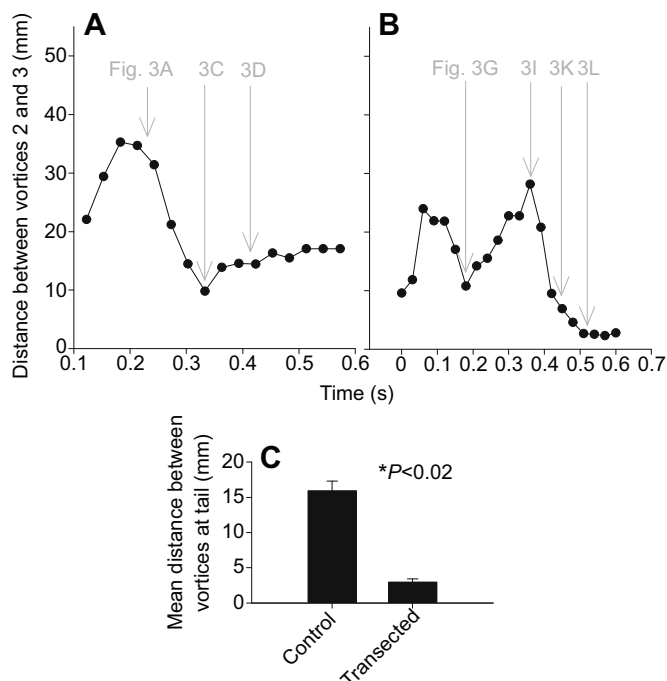 A
B
Distance between vortices 2 and 3 (mm)
50
40
30
20
10
0
Fig. 3A
3C
3D
Fig. 3G
3I
3K
3L
0.1
0.2
0.3
0.4
0.5
0.6
0
0.1
0.2
0.3
0.4
0.5
0.6
0.7
Time (s)
C
Mean distance between
vortices at tail (mm)
20
15
10
5
0
*P<0.02
Control
Transected